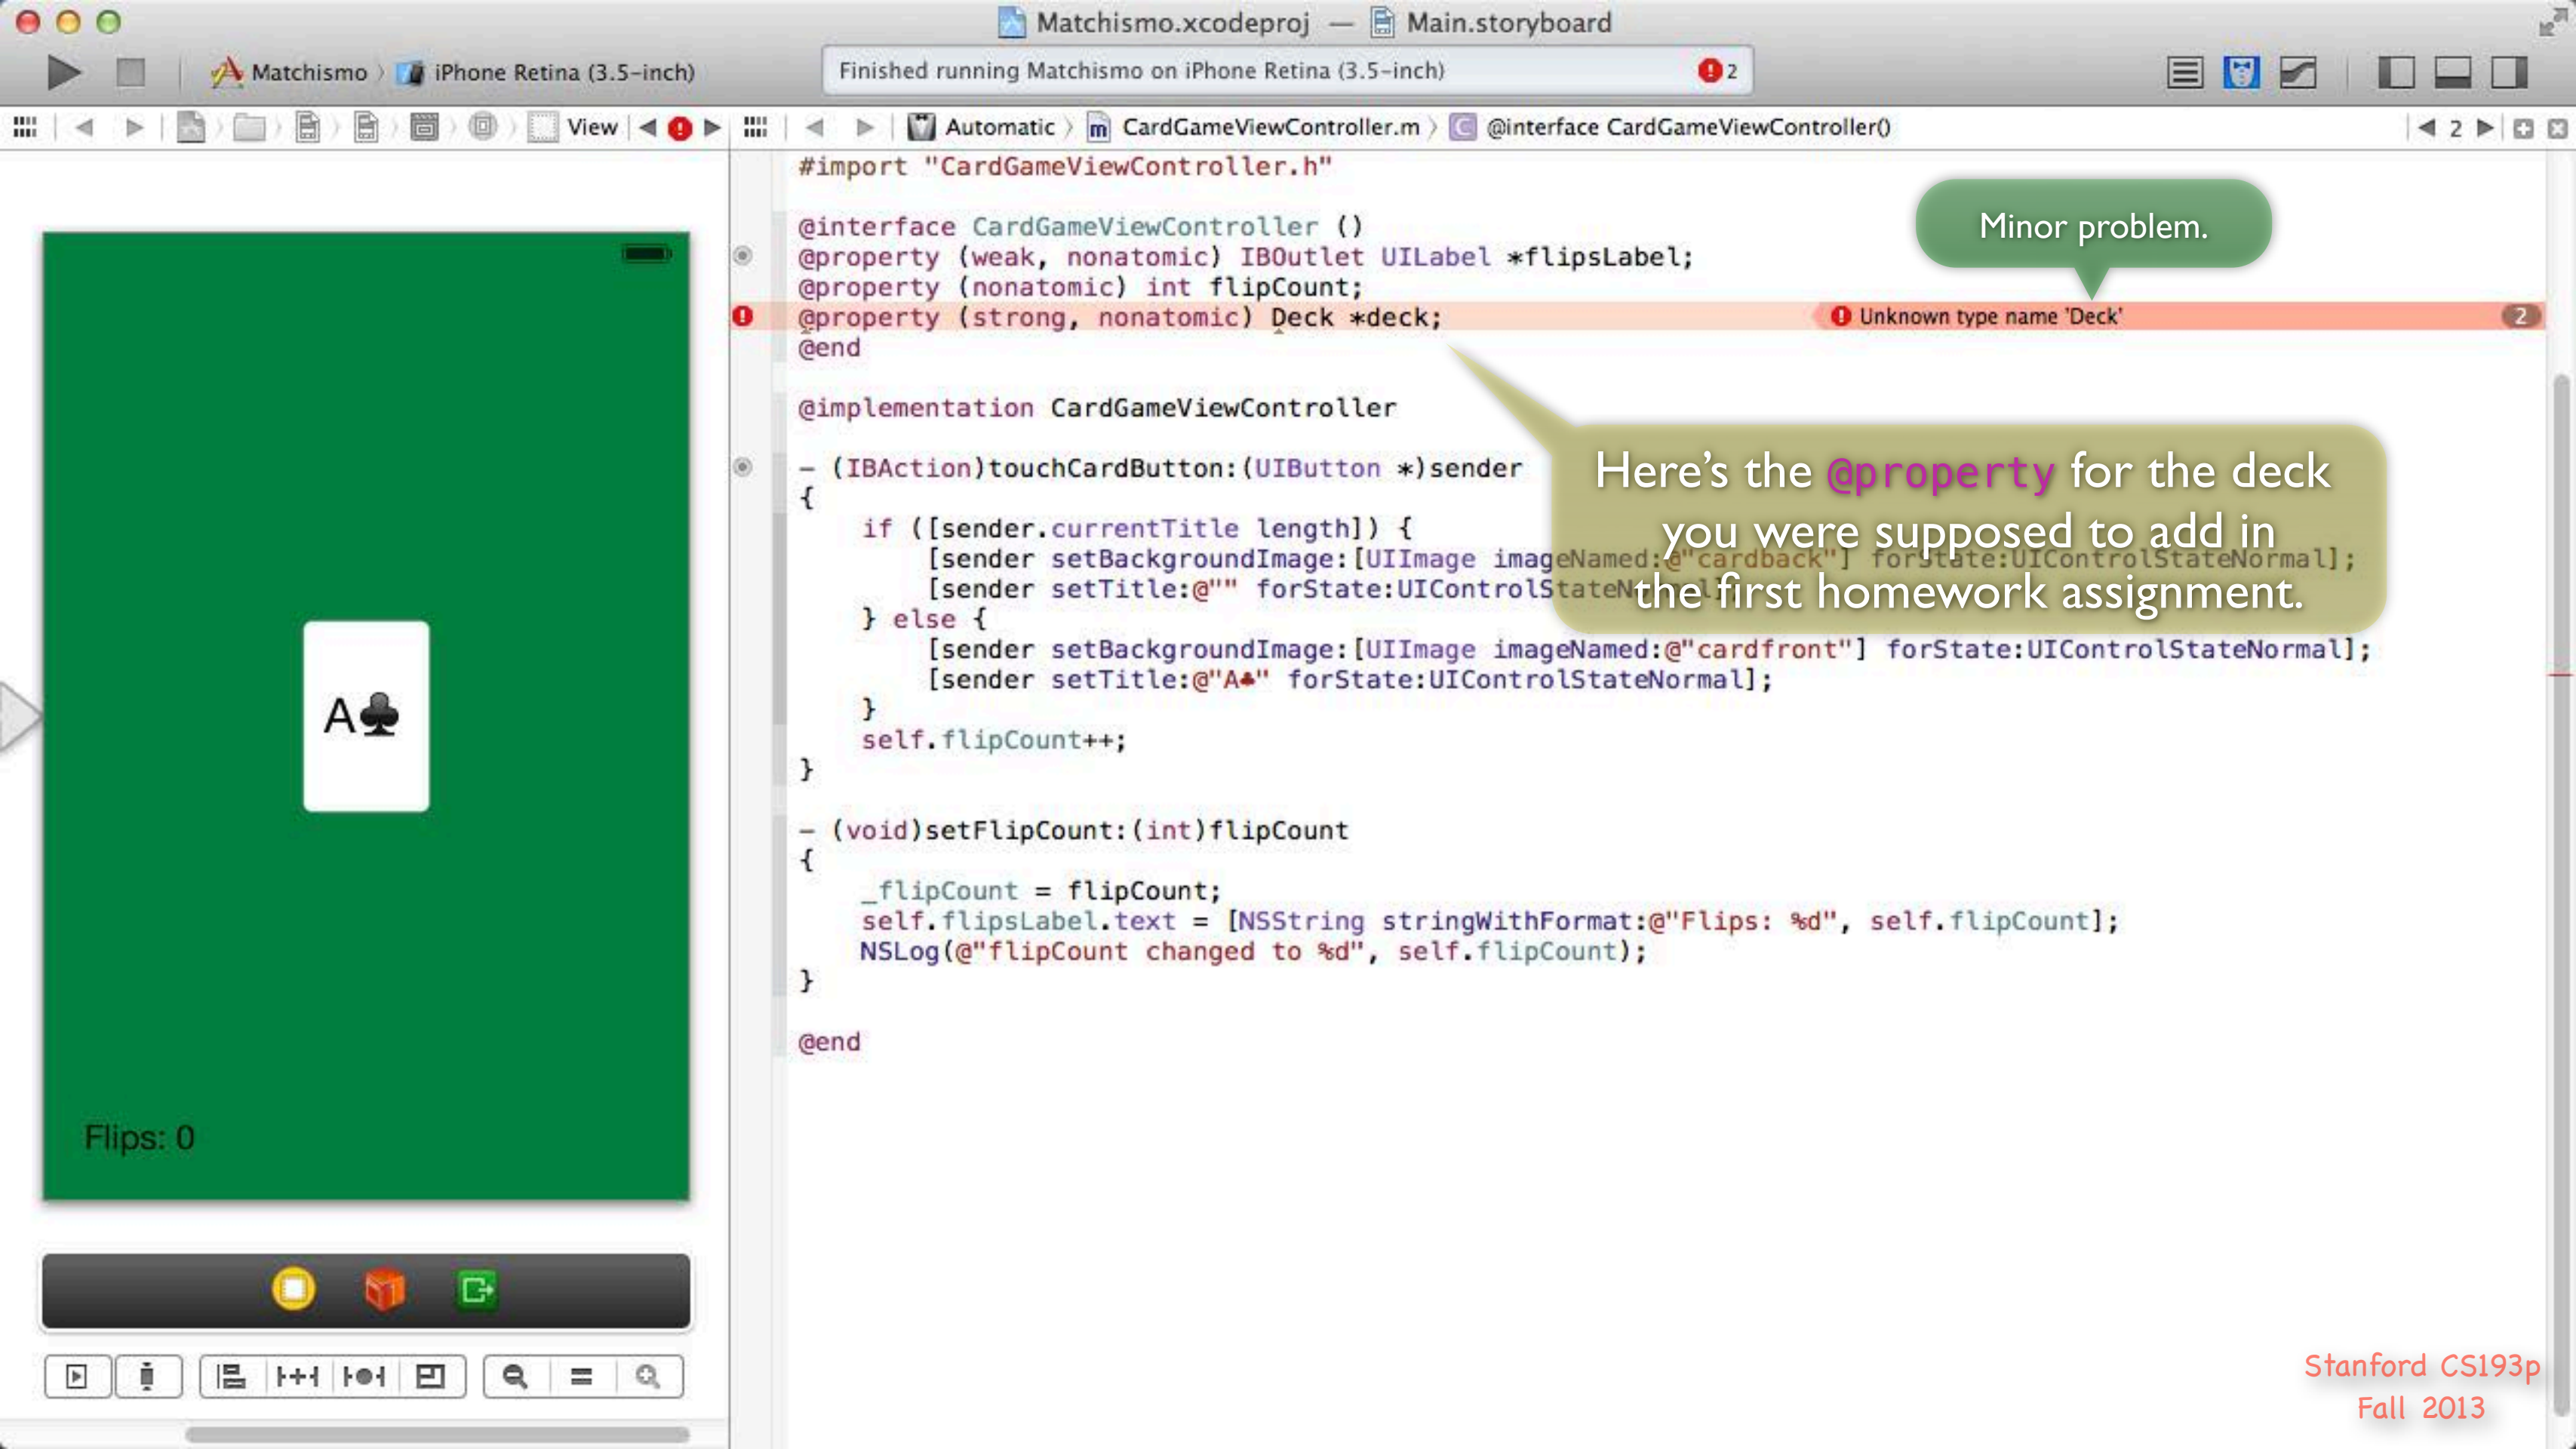 Matchismo.xcodeproj — Main.storyboard
Matchismo iPhone Retina (3.5-inch)
Finished running Matchismo on iPhone Retina (3.5-inch) 2
View
Automatic CardGameViewController.m @interface CardGameViewController() 2
#import "CardGameViewController.h"
@interface CardGameViewController ()
@property (weak, nonatomic) IBOutlet UILabel *flipsLabel;
@property (nonatomic) int flipCount;
@property (strong, nonatomic) Deck *deck;
Unknown type name 'Deck' 2
Minor problem.
@end
@implementation CardGameViewController
- (IBAction)touchCardButton:(UIButton *)sender
{
if ([sender.currentTitle length]) {
[sender setBackgroundImage:[UIImage imageNamed:@"cardback"] forState:UIControlStateNormal];
[sender setTitle:@"" forState:UIControlStateNormal];
} else {
[sender setBackgroundImage:[UIImage imageNamed:@"cardfront"] forState:UIControlStateNormal];
[sender setTitle:@"A♣" forState:UIControlStateNormal];
}
self.flipCount++;
}
- (void)setFlipCount:(int)flipCount
{
_flipCount = flipCount;
self.flipsLabel.text = [NSString stringWithFormat:@"Flips: %d", self.flipCount];
NSLog(@"flipCount changed to %d", self.flipCount);
}
@end
Here's the @property for the deck
you were supposed to add in
the first homework assignment.
A♣
Flips: 0
Stanford CS193p
Fall 2013